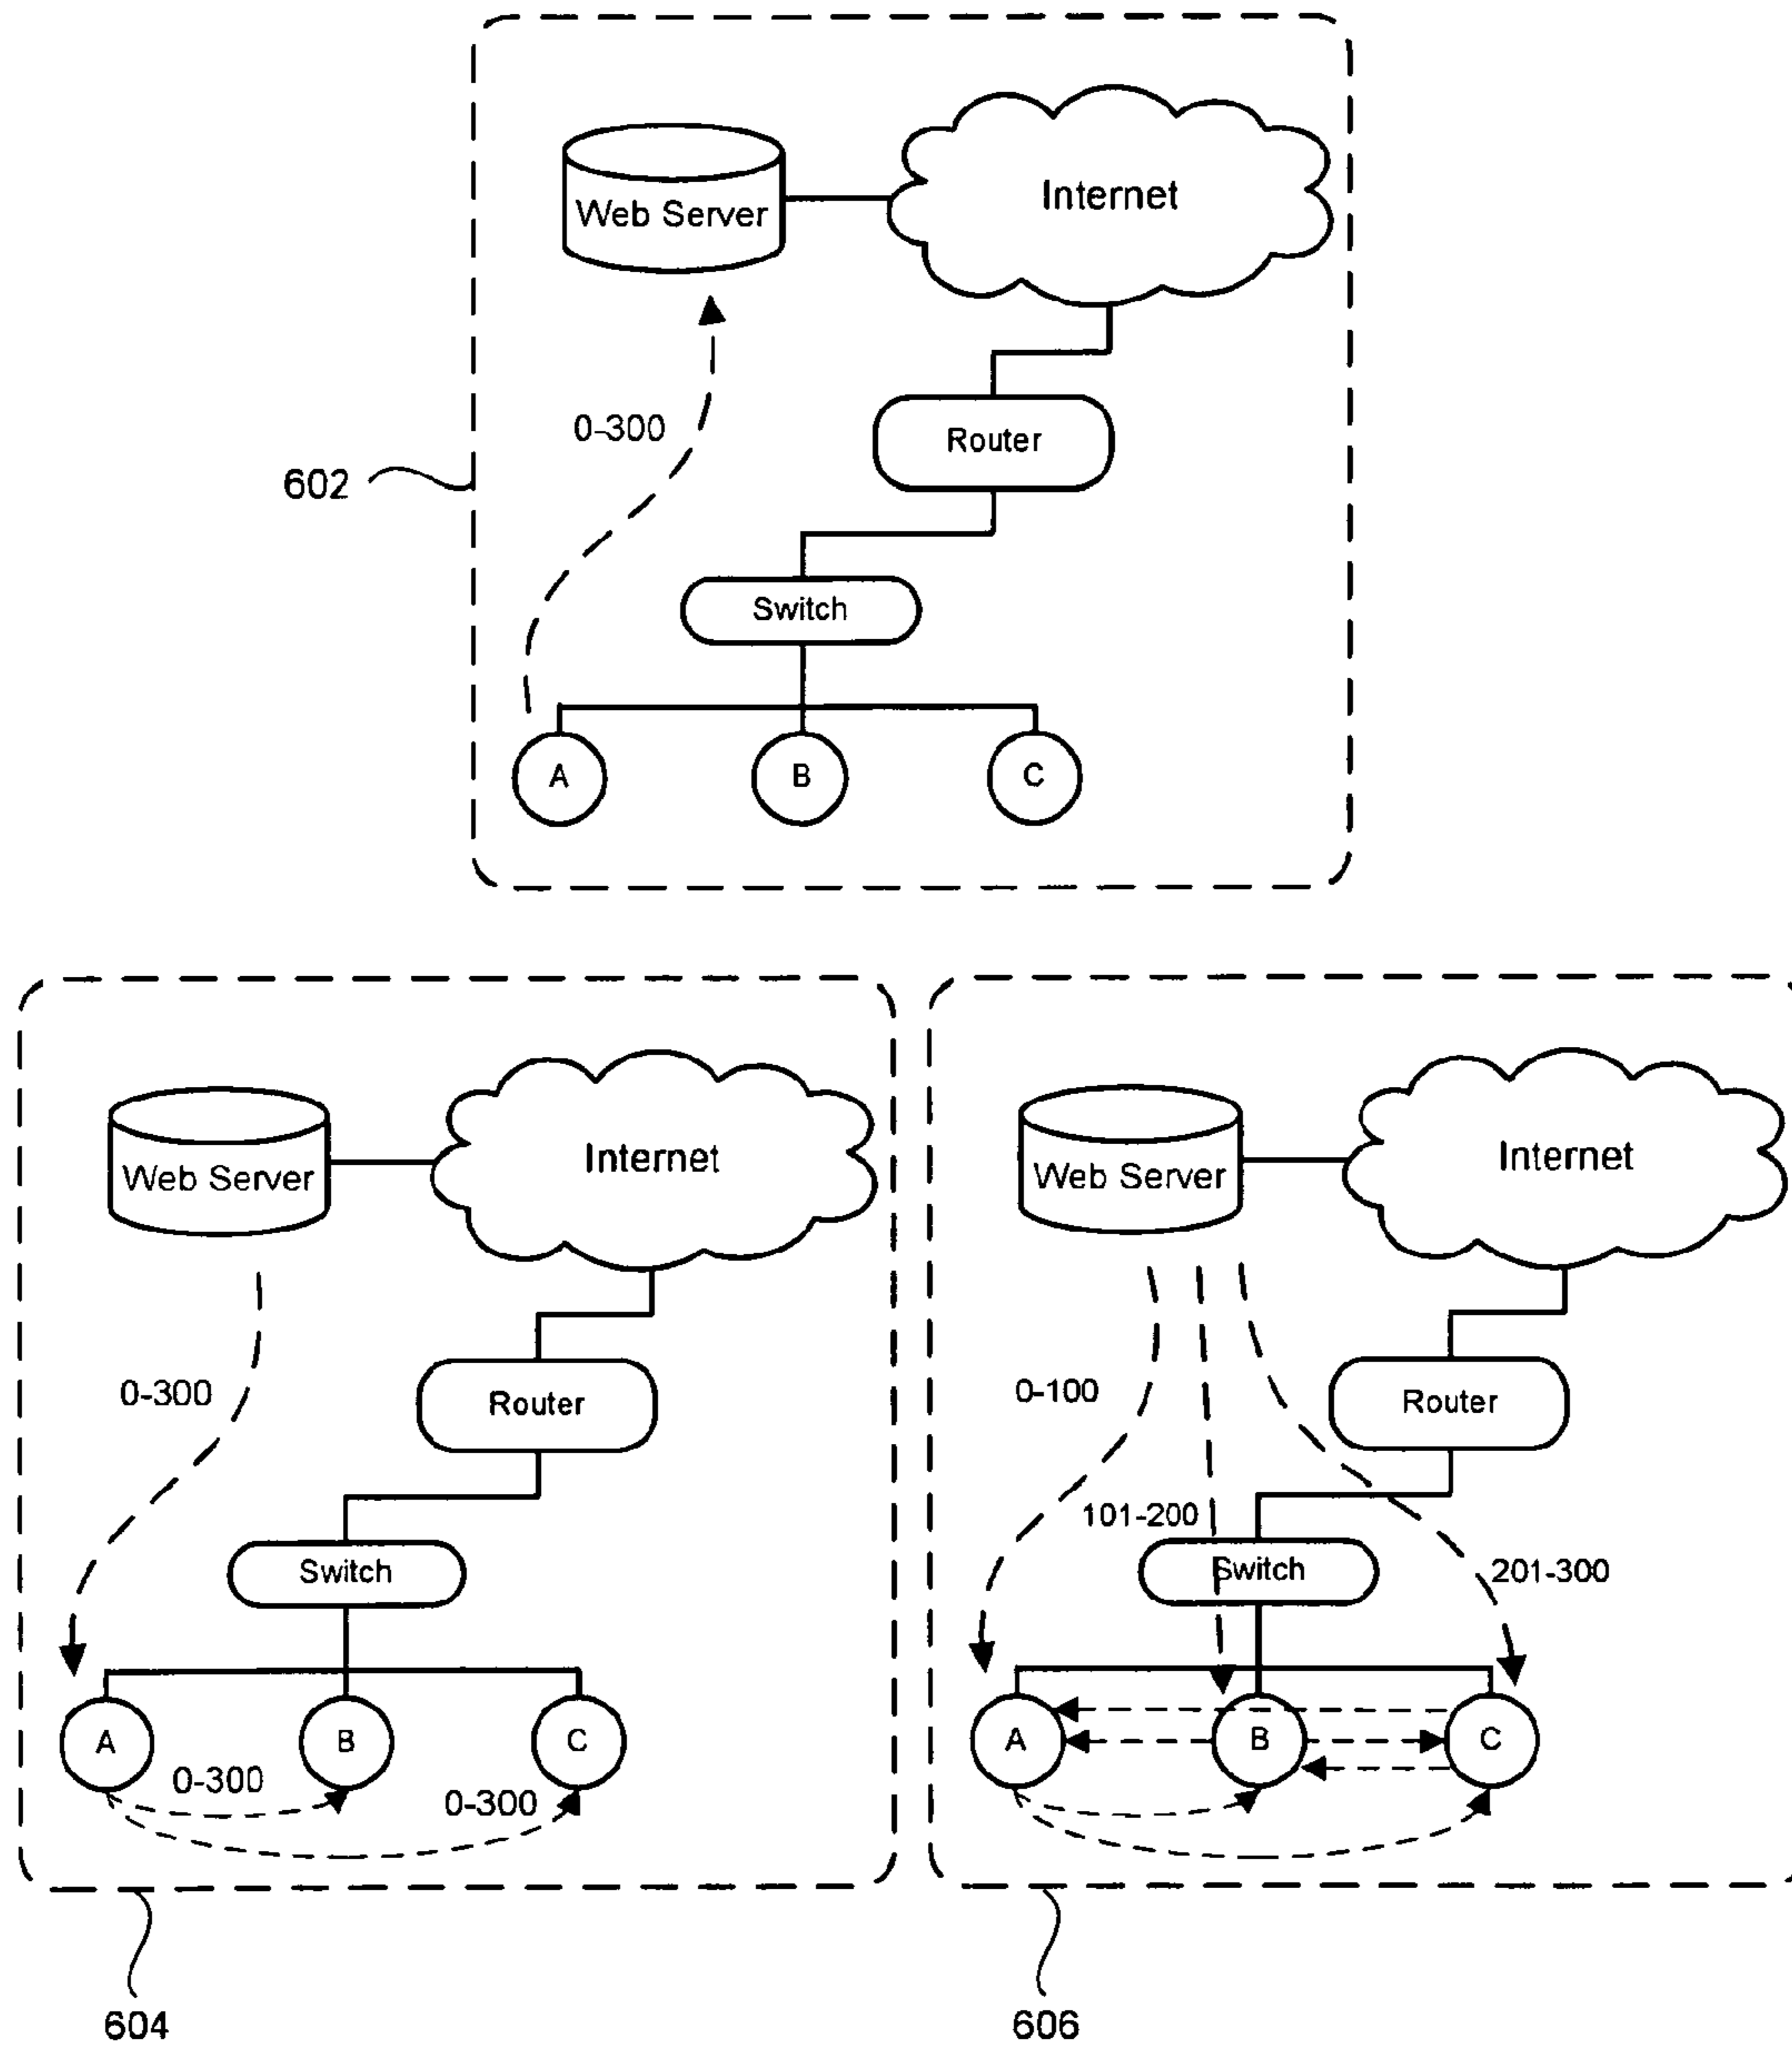 Internet
Web Server
0-300
Router
602
Switch
A
B
C
Internet
Web Server
0-300
Router
Switch
A
B
C
0-300
0-300
604
Internet
Web Server
0-100
Router
101-200
Switch
201-300
A
B
C
606